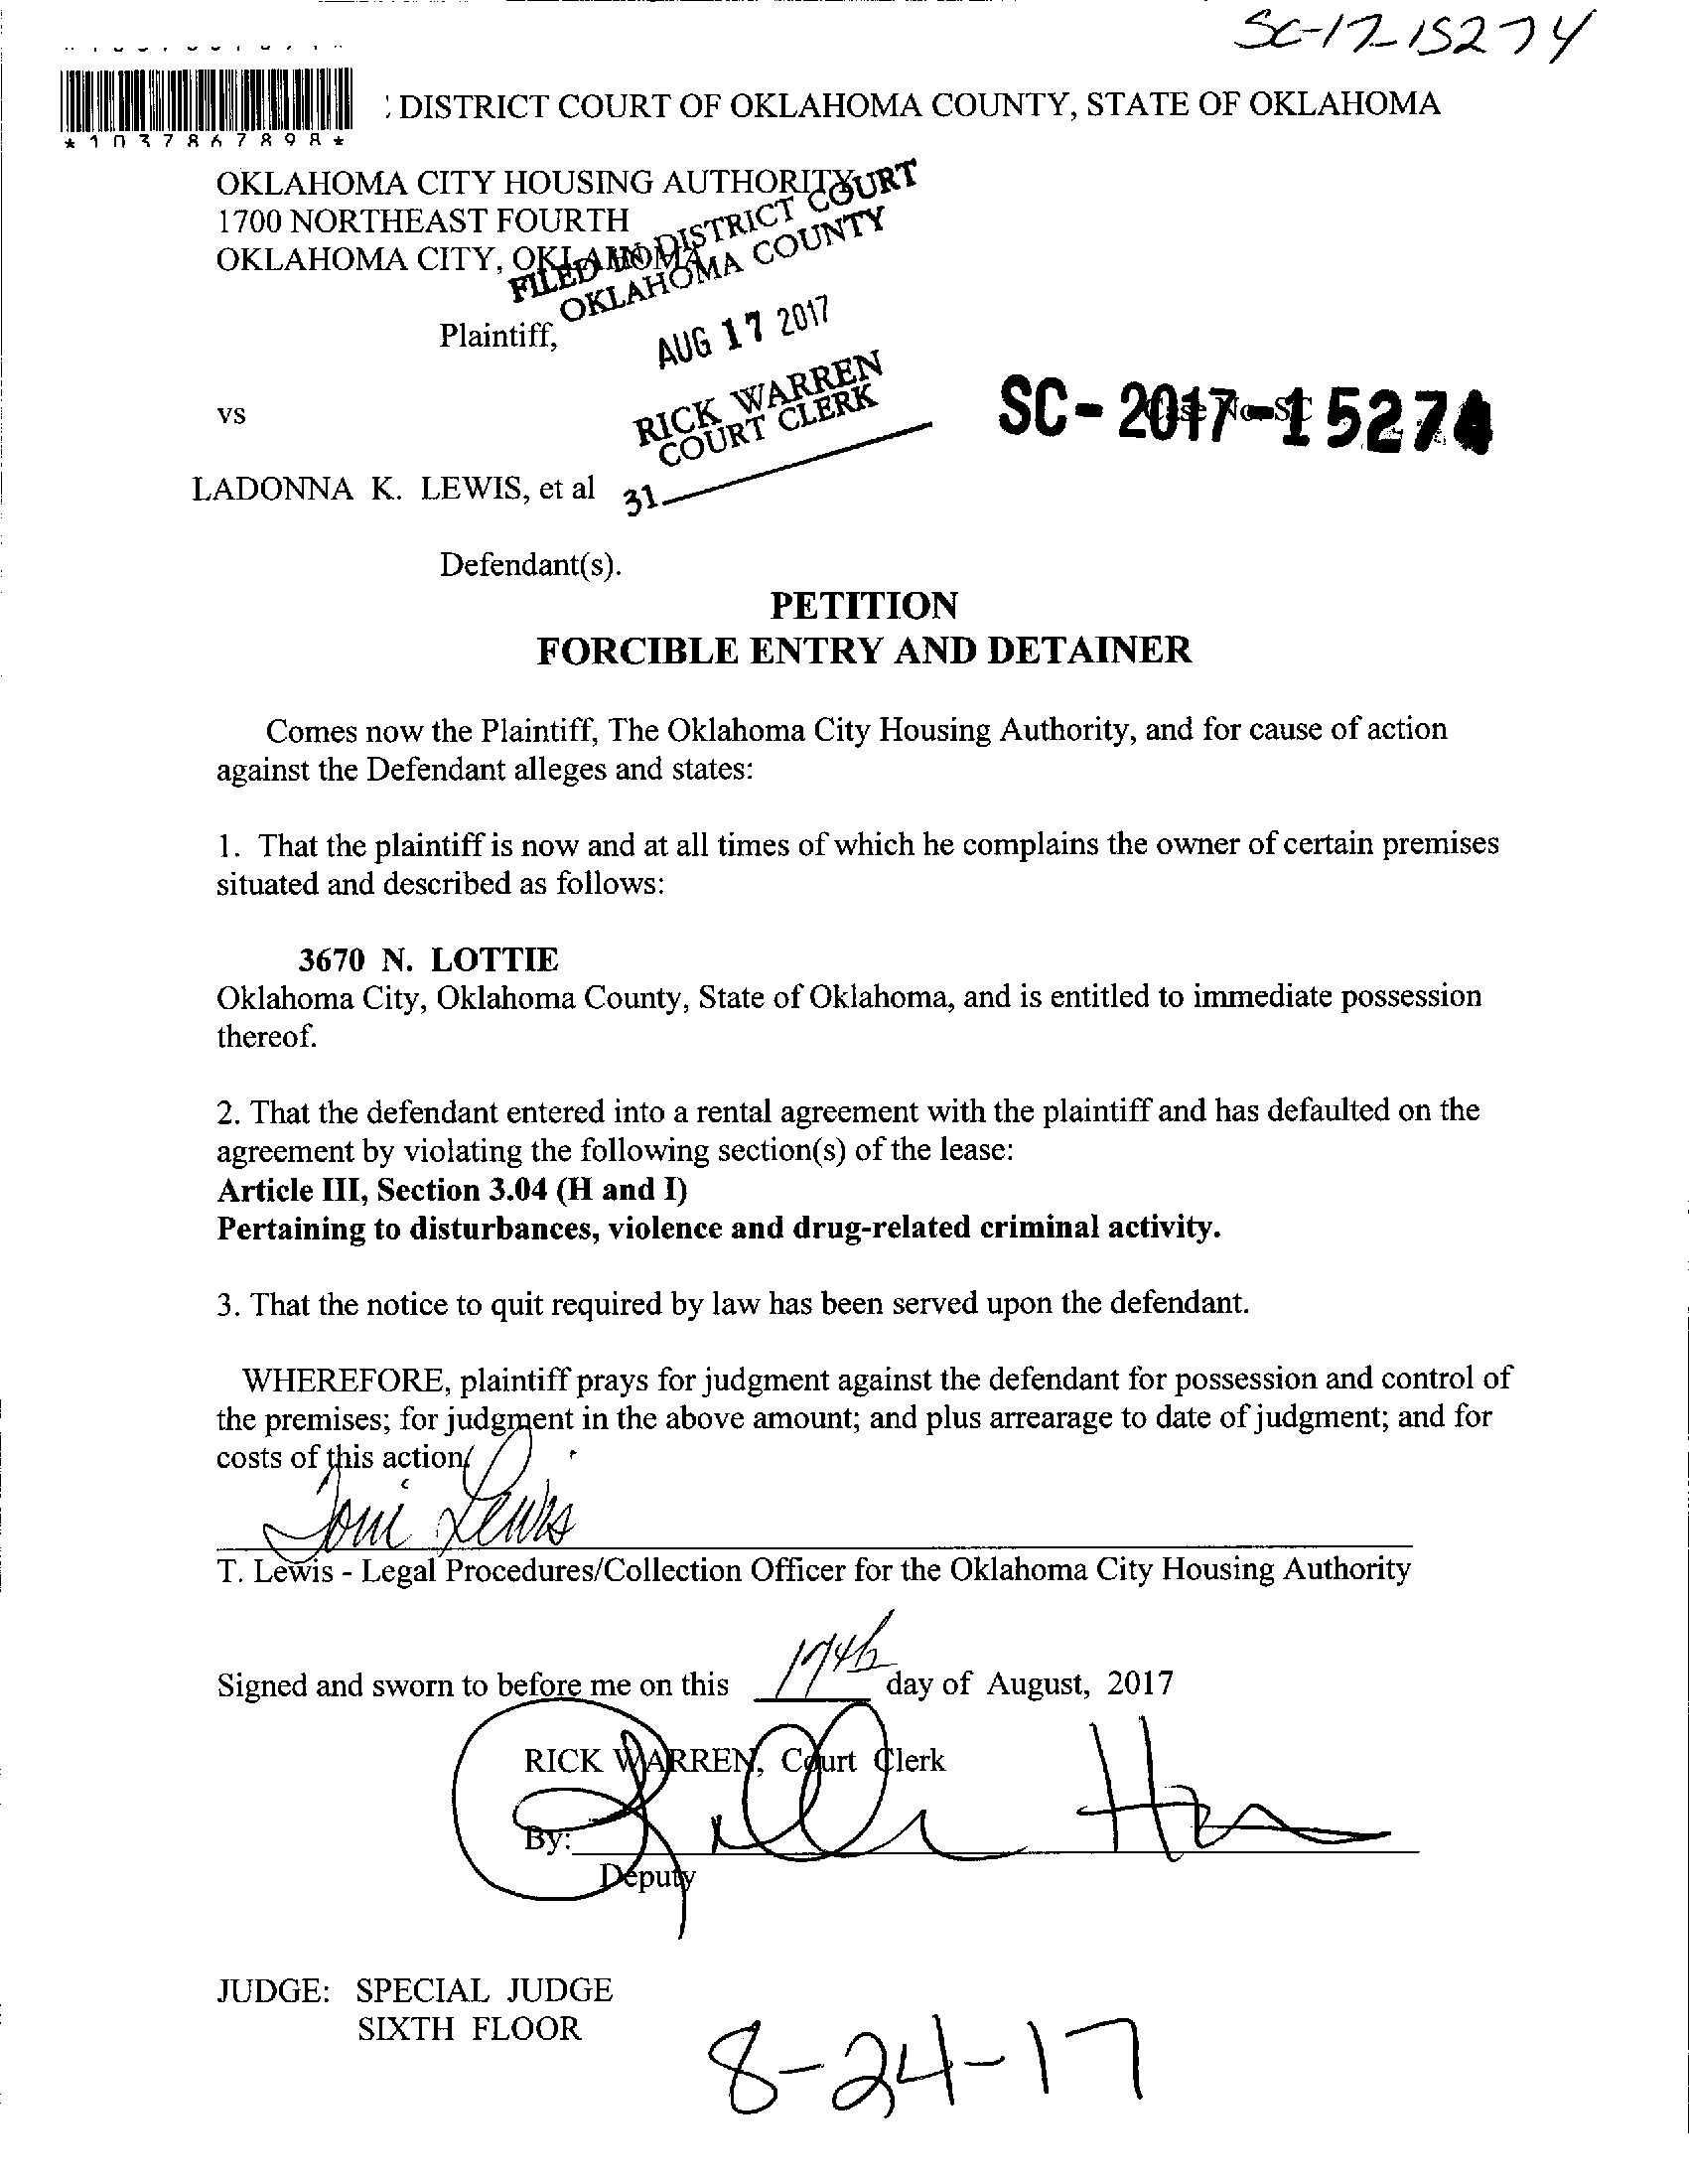 SC-17-15274
DISTRICT COURT OF OKLAHOMA COUNTY, STATE OF OKLAHOMA
*1037867898*
OKLAHOMA CITY HOUSING AUTHORITY
1700 NORTHEAST FOURTH
OKLAHOMA CITY, OKLAHOMA
FILED IN DISTRICT COURT
OKLAHOMA COUNTY
Plaintiff,
AUG 17 2017
RICK WARREN
COURT CLERK
vs
SC-2017-15274
Case No. SC
LADONNA K. LEWIS, et al
31
Defendant(s).
PETITION
FORCIBLE ENTRY AND DETAINER
Comes now the Plaintiff, The Oklahoma City Housing Authority, and for cause of action
against the Defendant alleges and states:
1. That the plaintiff is now and at all times of which he complains the owner of certain premises
situated and described as follows:
3670 N. LOTTIE
Oklahoma City, Oklahoma County, State of Oklahoma, and is entitled to immediate possession
thereof.
2. That the defendant entered into a rental agreement with the plaintiff and has defaulted on the
agreement by violating the following section(s) of the lease:
Article III, Section 3.04 (H and I)
Pertaining to disturbances, violence and drug-related criminal activity.
3. That the notice to quit required by law has been served upon the defendant.
WHEREFORE, plaintiff prays for judgment against the defendant for possession and control of
the premises; for judgment in the above amount; and plus arrearage to date of judgment; and for
costs of this action.
Toni Lewis
T. Lewis - Legal Procedures/Collection Officer for the Oklahoma City Housing Authority
Signed and sworn to before me on this 17th day of August, 2017
RICK WARREN, Court Clerk
By:
Deputy
JUDGE: SPECIAL JUDGE
SIXTH FLOOR
8-24-17